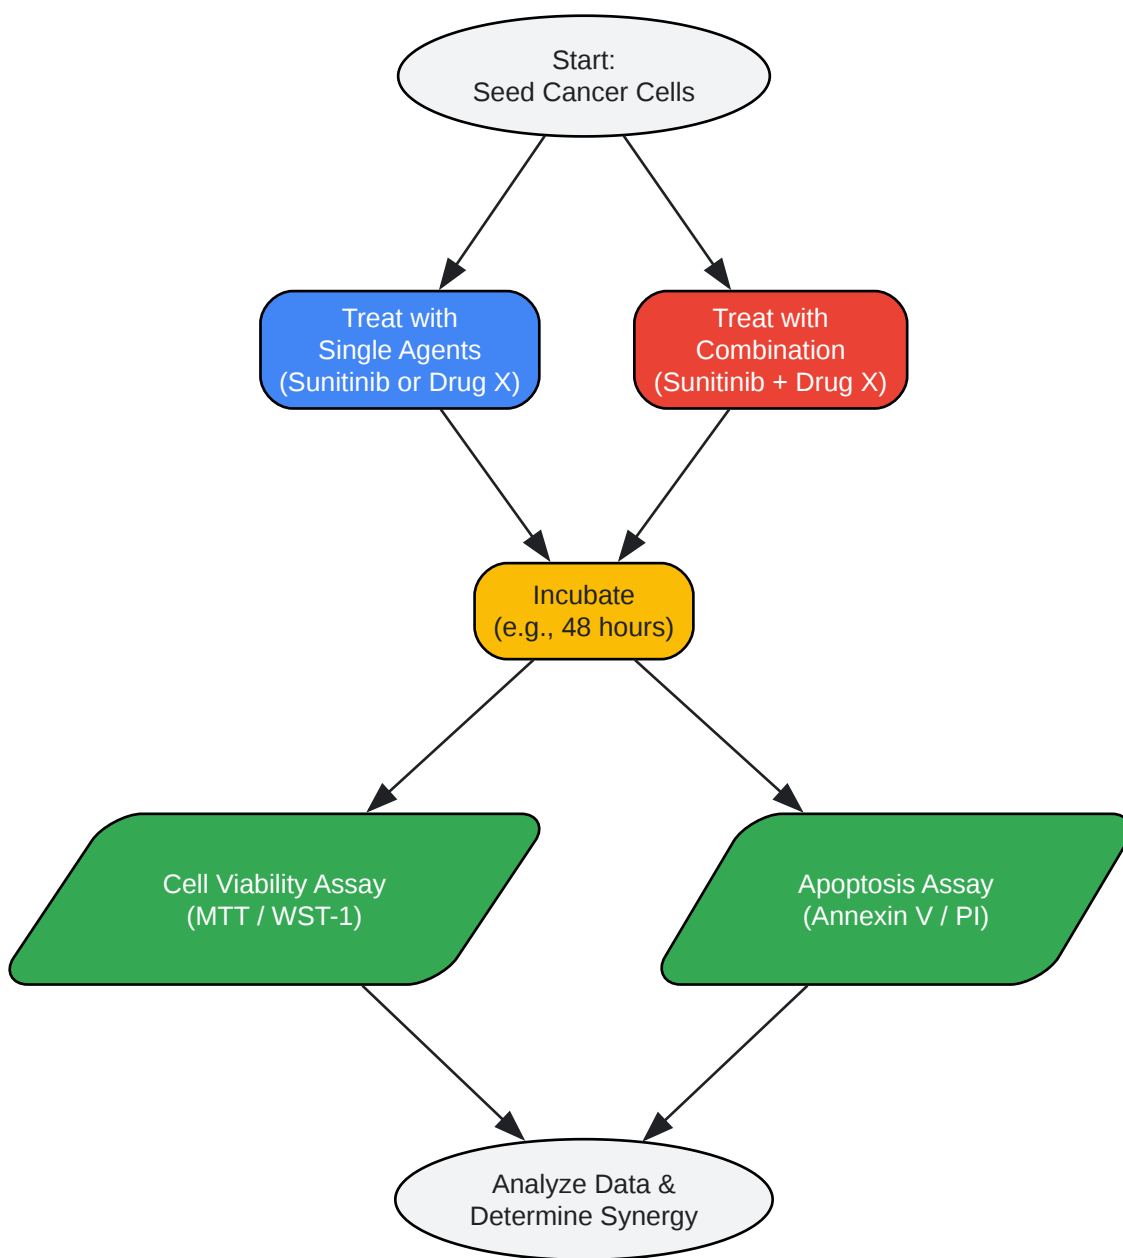 Start:
Seed Cancer Cells
Treat with
Single Agents
(Sunitinib or Drug X)
Treat with
Combination
(Sunitinib + Drug X)
Incubate
(e.g., 48 hours)
Cell Viability Assay
(MTT / WST-1)
Apoptosis Assay
(Annexin V / PI)
Analyze Data &
Determine Synergy